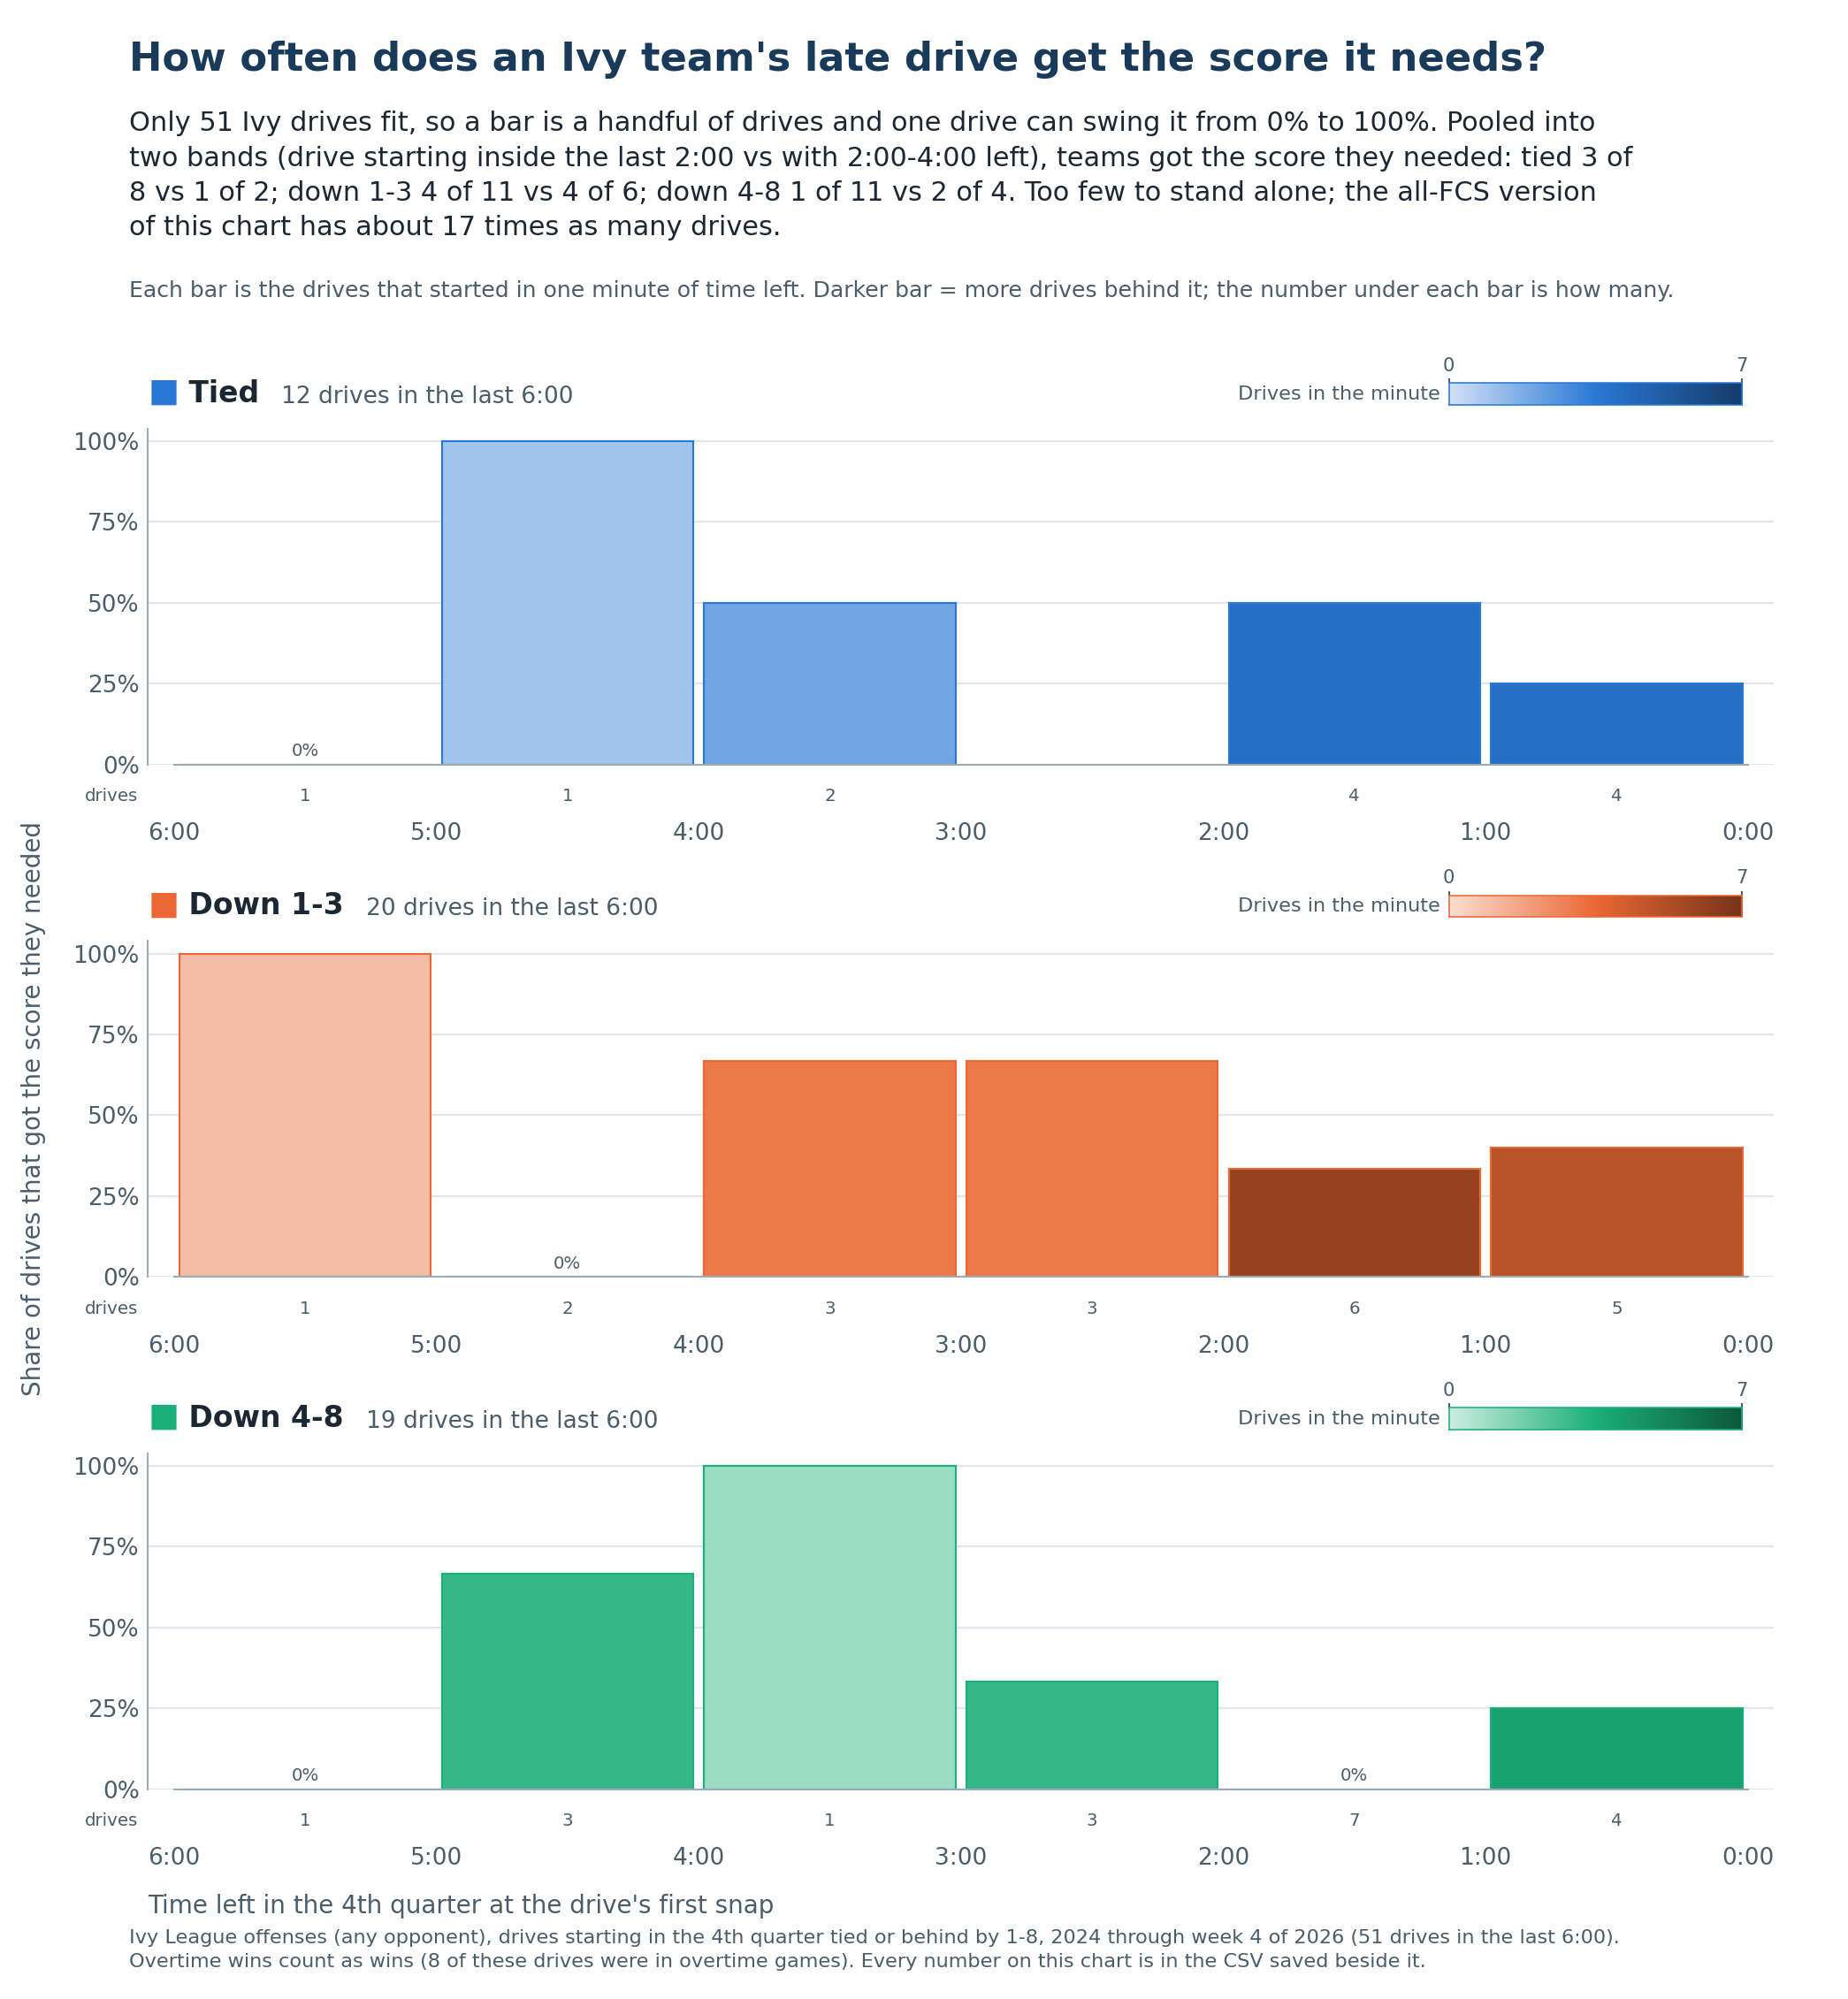 How often does an Ivy team's late drive get the score it needs?
Only 51 Ivy drives fit, so a bar is a handful of drives and one drive can swing it from 0% to 100%. Pooled into
two bands (drive starting inside the last 2:00 vs with 2:00-4:00 left), teams got the score they needed: tied 3 of
8 vs 1 of 2; down 1-3 4 of 11 vs 4 of 6; down 4-8 1 of 11 vs 2 of 4. Too few to stand alone; the all-FCS version
of this chart has about 17 times as many drives.
Each bar is the drives that started in one minute of time left. Darker bar = more drives behind it; the number under each bar is how many.
Share of drives that got the score they needed
Tied 12 drives in the last 6:00
Drives in the minute 0 7
100%
75%
50%
25%
0%
0%
drives 1 1 2 4 4
6:00 5:00 4:00 3:00 2:00 1:00 0:00
Down 1-3 20 drives in the last 6:00
Drives in the minute 0 7
100%
75%
50%
25%
0%
0%
drives 1 2 3 3 6 5
6:00 5:00 4:00 3:00 2:00 1:00 0:00
Down 4-8 19 drives in the last 6:00
Drives in the minute 0 7
100%
75%
50%
25%
0%
0% 0%
drives 1 3 1 3 7 4
6:00 5:00 4:00 3:00 2:00 1:00 0:00
Time left in the 4th quarter at the drive's first snap
Ivy League offenses (any opponent), drives starting in the 4th quarter tied or behind by 1-8, 2024 through week 4 of 2026 (51 drives in the last 6:00).
Overtime wins count as wins (8 of these drives were in overtime games). Every number on this chart is in the CSV saved beside it.